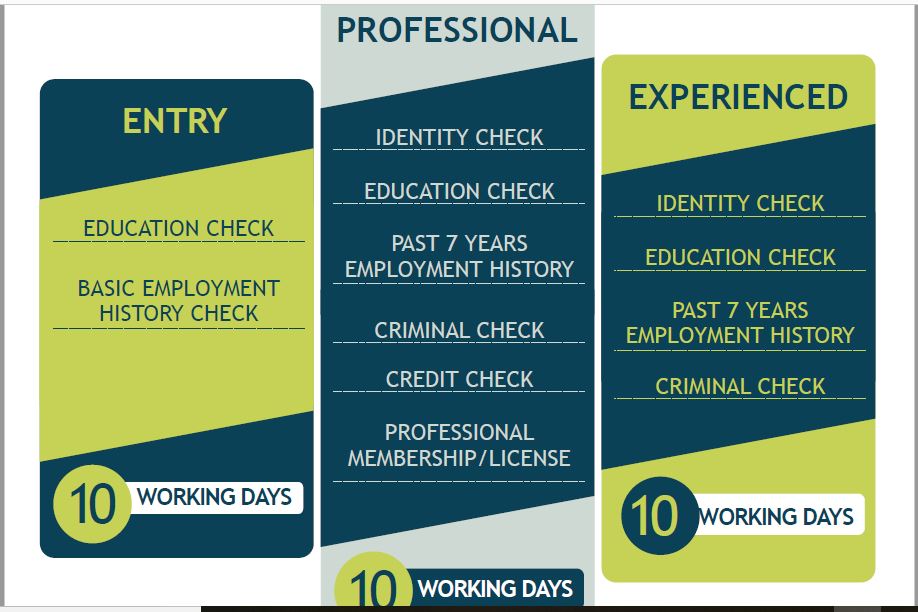 ENTRY
EDUCATION CHECK
BASIC EMPLOYMENT
HISTORY CHECK
10 WORKING DAYS
PROFESSIONAL
IDENTITY CHECK
EDUCATION CHECK
PAST 7 YEARS
EMPLOYMENT HISTORY
CRIMINAL CHECK
CREDIT CHECK
PROFESSIONAL
MEMBERSHIP/LICENSE
10 WORKING DAYS
EXPERIENCED
IDENTITY CHECK
EDUCATION CHECK
PAST 7 YEARS
EMPLOYMENT HISTORY
CRIMINAL CHECK
10 WORKING DAYS